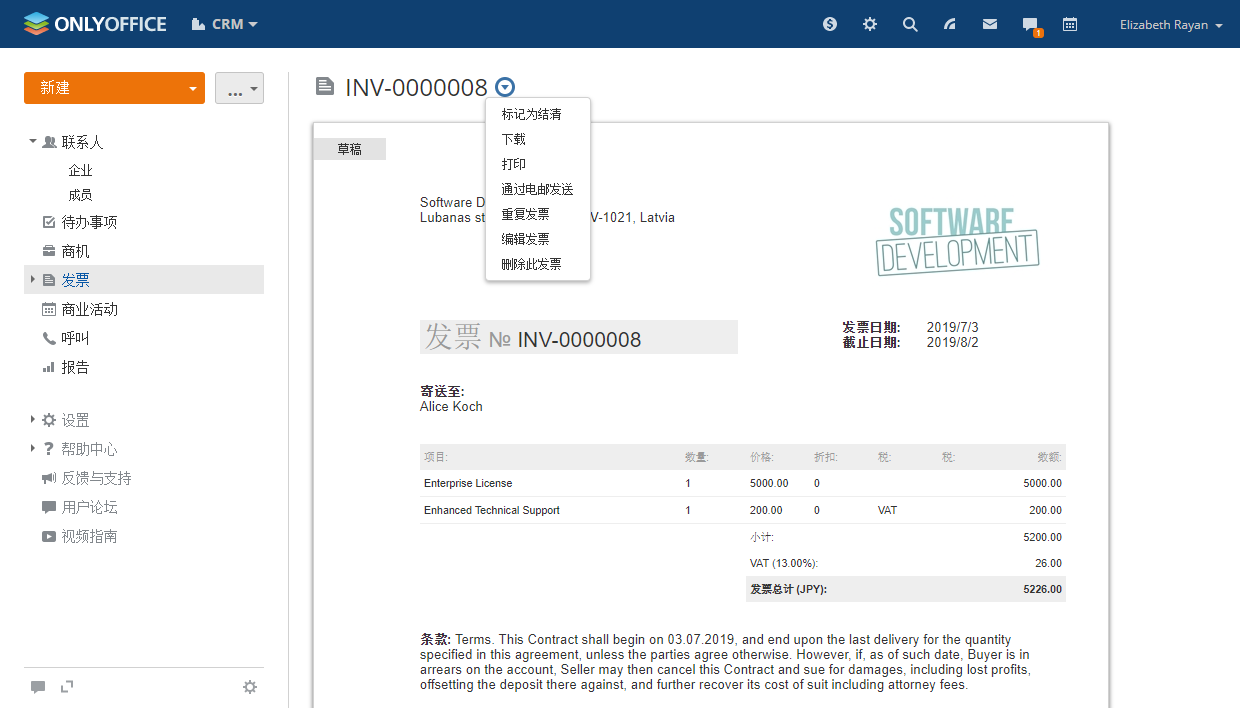 ONLYOFFICE CRM
1
Elizabeth Rayan
新建
...
联系人
企业
成员
待办事项
商机
发票
商业活动
呼叫
报告
设置
帮助中心
反馈与支持
用户论坛
视频指南
INV-0000008
标记为结清
下载
打印
通过电邮发送
重复发票
编辑发票
删除此发票
草稿
Software D
Lubanas st V-1021, Latvia
SOFTWARE
DEVELOPMENT
发票 № INV-0000008
发票日期: 2019/7/3
截止日期: 2019/8/2
寄送至:
Alice Koch
项目: 数量: 价格: 折扣: 税: 税: 数额:
Enterprise License 1 5000.00 0 5000.00
Enhanced Technical Support 1 200.00 0 VAT 200.00
小计: 5200.00
VAT (13.00%): 26.00
发票总计 (JPY): 5226.00
条款: Terms. This Contract shall begin on 03.07.2019, and end upon the last delivery for the quantity
specified in this agreement, unless the parties agree otherwise. However, if, as of such date, Buyer is in
arrears on the account, Seller may then cancel this Contract and sue for damages, including lost profits,
offsetting the deposit there against, and further recover its cost of suit including attorney fees.